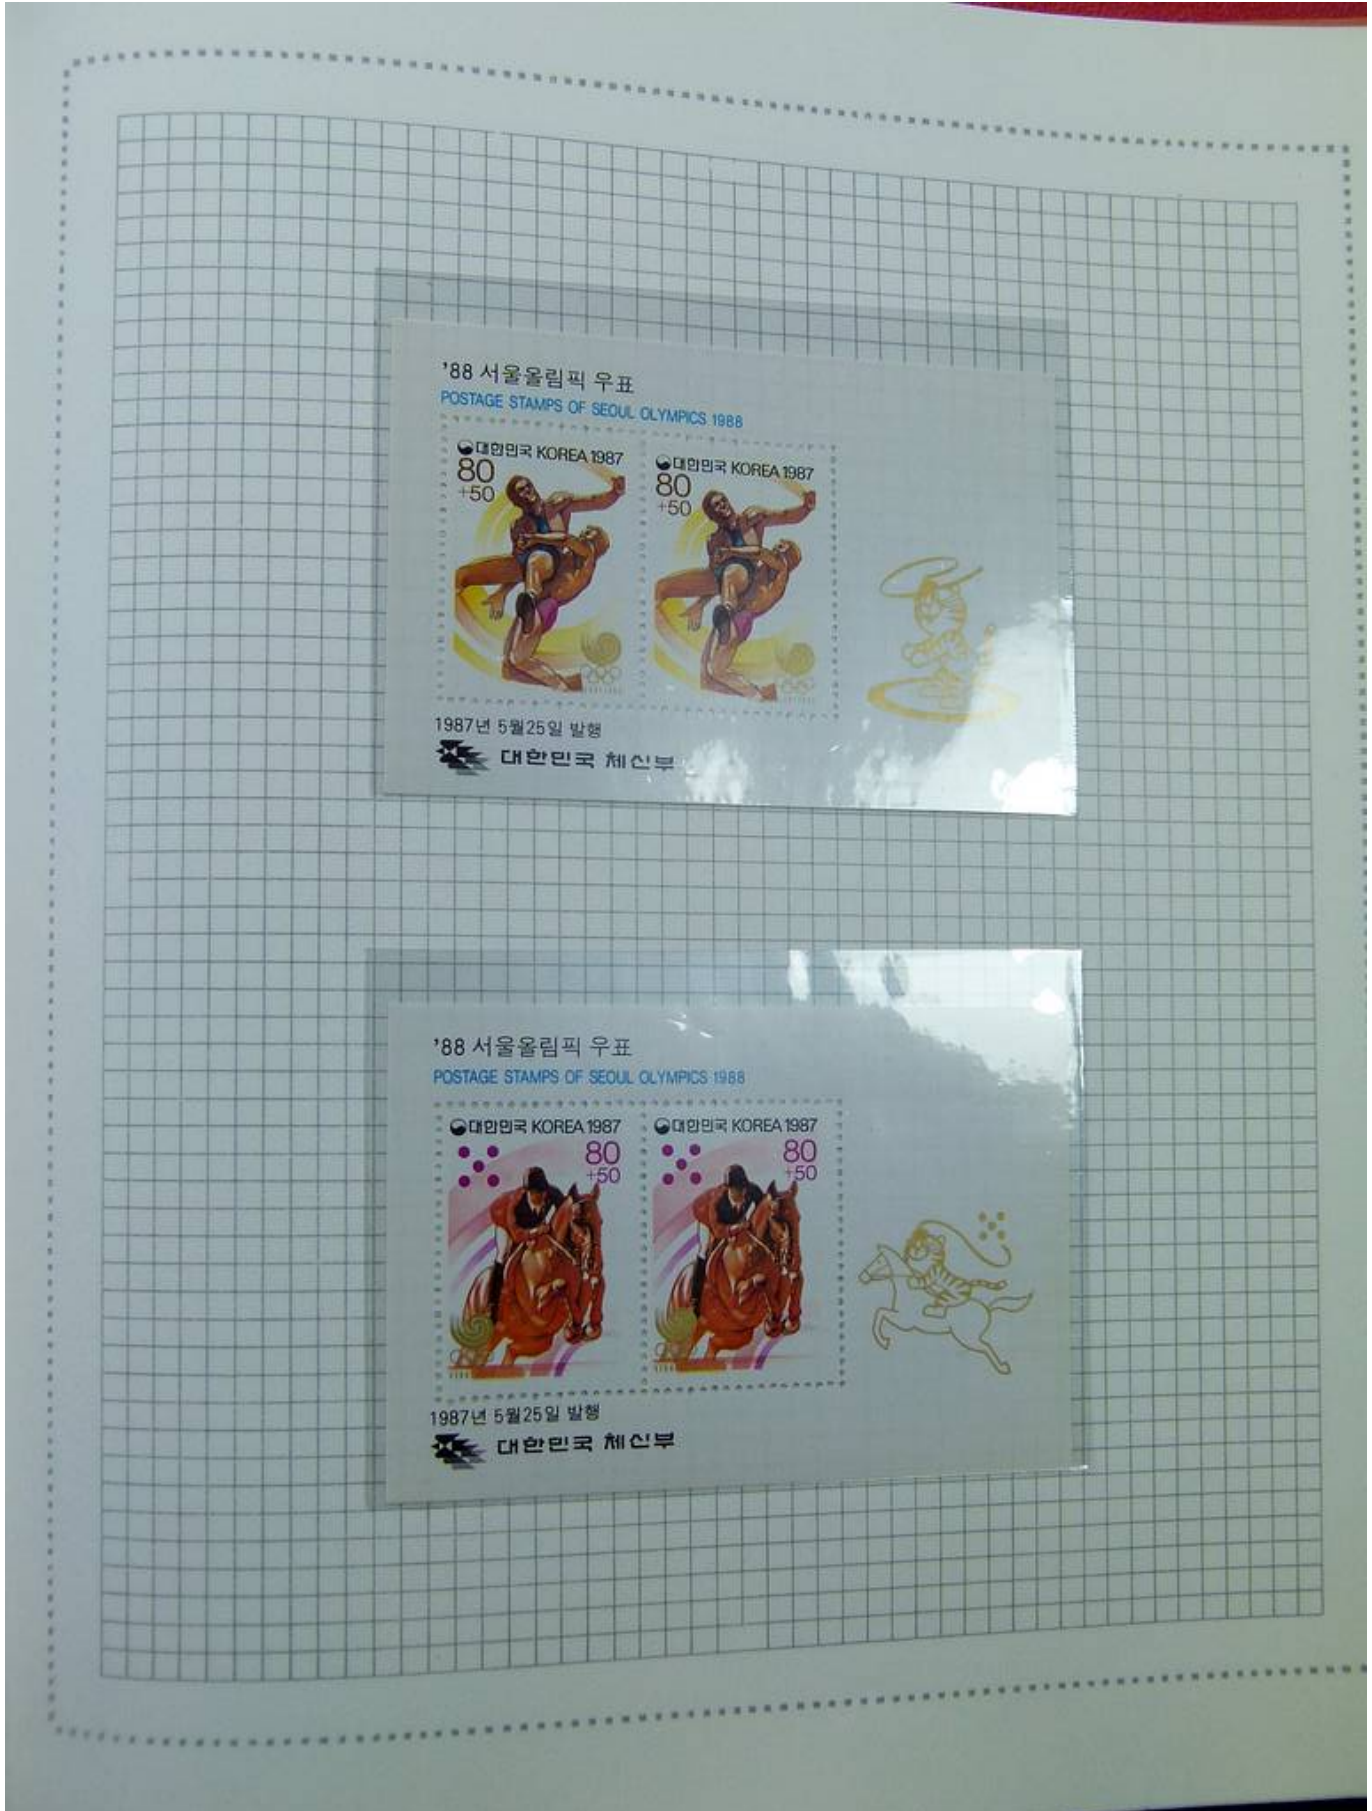 '88 서울올림픽 우표
POSTAGE STAMPS OF SEOUL OLYMPICS 1988
대한민국 KOREA 1987
80
+50
대한민국 KOREA 1987
80
+50
1987년 5월25일 발행
대한민국 체신부
'88 서울올림픽 우표
POSTAGE STAMPS OF SEOUL OLYMPICS 1988
대한민국 KOREA 1987
80
+50
대한민국 KOREA 1987
80
+50
1987년 5월25일 발행
대한민국 체신부